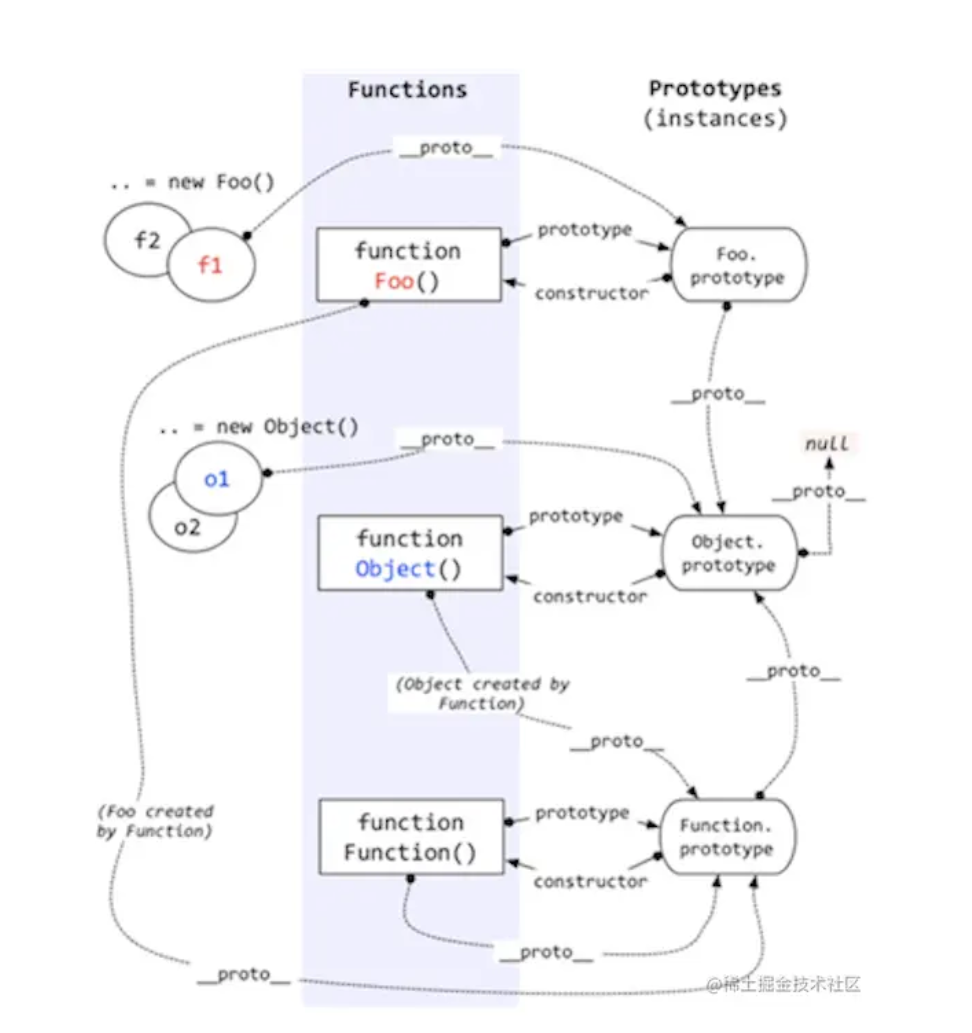 Functions
Prototypes
(instances)
__proto__
.. = new Foo()
f2
f1
function
Foo()
prototype
constructor
Foo.
prototype
__proto__
.. = new Object()
__proto__
null
__proto__
o1
o2
function
Object()
prototype
constructor
Object.
prototype
__proto__
(Object created by
Function)
__proto__
(Foo created
by Function)
function
Function()
prototype
constructor
Function.
prototype
__proto__
__proto__
@稀土掘金技术社区